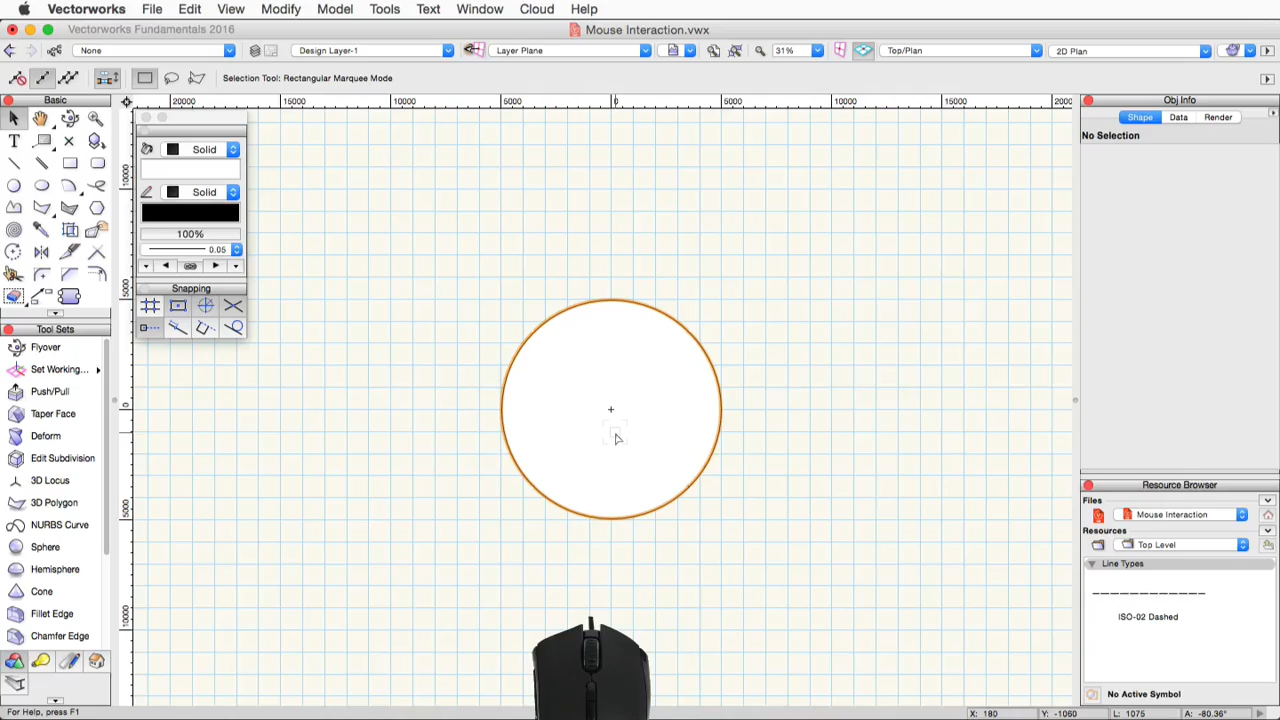 Vectorworks File Edit View Modify Model Tools Text Window Cloud Help
Vectorworks Fundamentals 2016 Mouse Interaction.vwx
None Design Layer-1 Layer Plane 31% Top/Plan 2D Plan
Selection Tool: Rectangular Marquee Mode
Basic
20000 15000 10000 5000 0 5000 10000 15000
Obj Info
Shape Data Render
No Selection
Solid
Solid
100%
0.05
Snapping
10000
5000
0
5000
10000
Tool Sets
Flyover
Set Working...
Push/Pull
Taper Face
Deform
Edit Subdivision
3D Locus
3D Polygon
NURBS Curve
Sphere
Hemisphere
Cone
Fillet Edge
Chamfer Edge
Resource Browser
Files
Mouse Interaction
Resources
Top Level
Line Types
ISO-02 Dashed
No Active Symbol
For Help, press F1
X: 180 Y: -1060 L: 1075 A: -80.36°